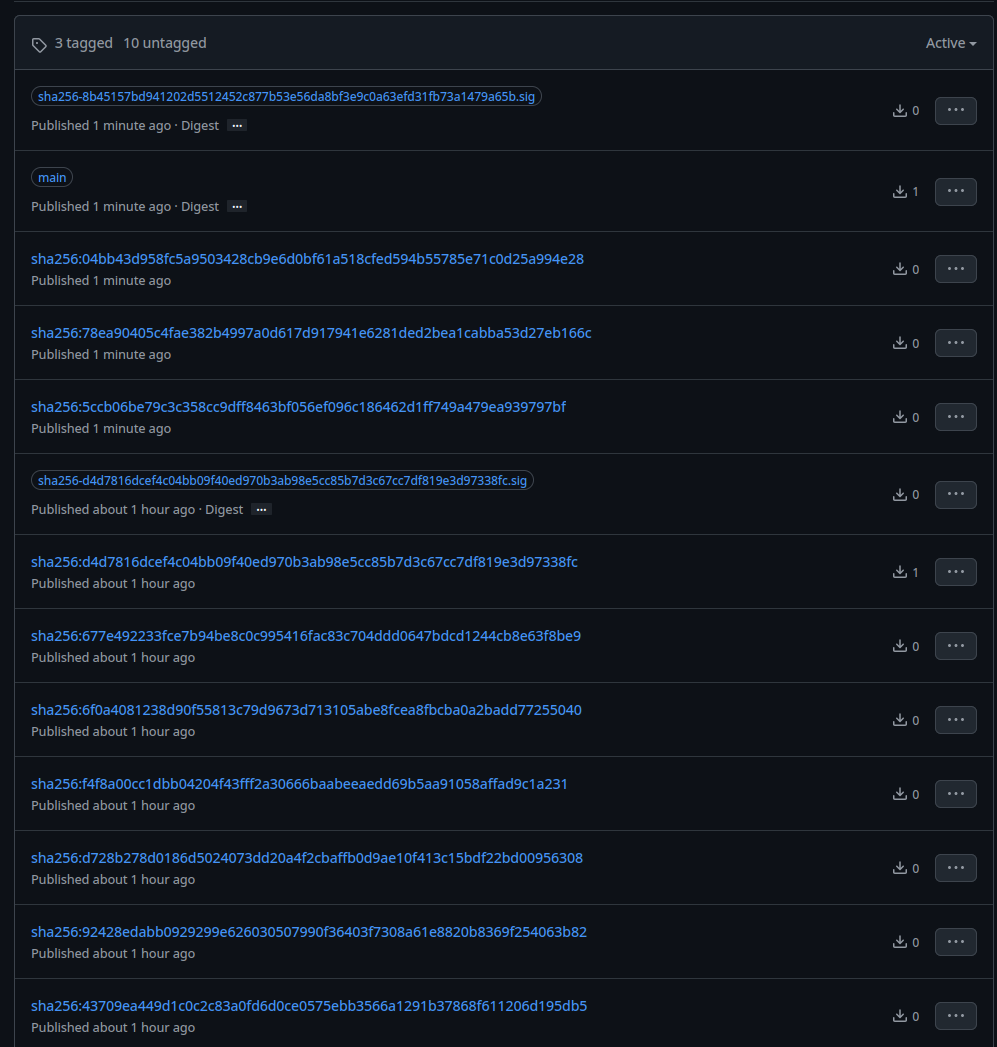 3 tagged 10 untagged Active
sha256-8b45157bd941202d5512452c877b53e56da8bf3e9c0a63efd31fb73a1479a65b.sig
0 ...
Published 1 minute ago · Digest ...
main
1 ...
Published 1 minute ago · Digest ...
sha256:04bb43d958fc5a9503428cb9e6d0bf61a518cfed594b55785e71c0d25a994e28
0 ...
Published 1 minute ago
sha256:78ea90405c4fae382b4997a0d617d917941e6281ded2bea1cabba53d27eb166c
0 ...
Published 1 minute ago
sha256:5ccb06be79c3c358cc9dff8463bf056ef096c186462d1ff749a479ea939797bf
0 ...
Published 1 minute ago
sha256-d4d7816dcef4c04bb09f40ed970b3ab98e5cc85b7d3c67cc7df819e3d97338fc.sig
0 ...
Published about 1 hour ago · Digest ...
sha256:d4d7816dcef4c04bb09f40ed970b3ab98e5cc85b7d3c67cc7df819e3d97338fc
1 ...
Published about 1 hour ago
sha256:677e492233fce7b94be8c0c995416fac83c704ddd0647bdcd1244cb8e63f8be9
0 ...
Published about 1 hour ago
sha256:6f0a4081238d90f55813c79d9673d713105abe8fcea8fbcba0a2badd77255040
0 ...
Published about 1 hour ago
sha256:f4f8a00cc1dbb04204f43fff2a30666baabeeaedd69b5aa91058affad9c1a231
0 ...
Published about 1 hour ago
sha256:d728b278d0186d5024073dd20a4f2cbaffb0d9ae10f413c15bdf22bd00956308
0 ...
Published about 1 hour ago
sha256:92428edabb0929299e626030507990f36403f7308a61e8820b8369f254063b82
0 ...
Published about 1 hour ago
sha256:43709ea449d1c0c2c83a0fd6d0ce0575ebb3566a1291b37868f611206d195db5
0 ...
Published about 1 hour ago